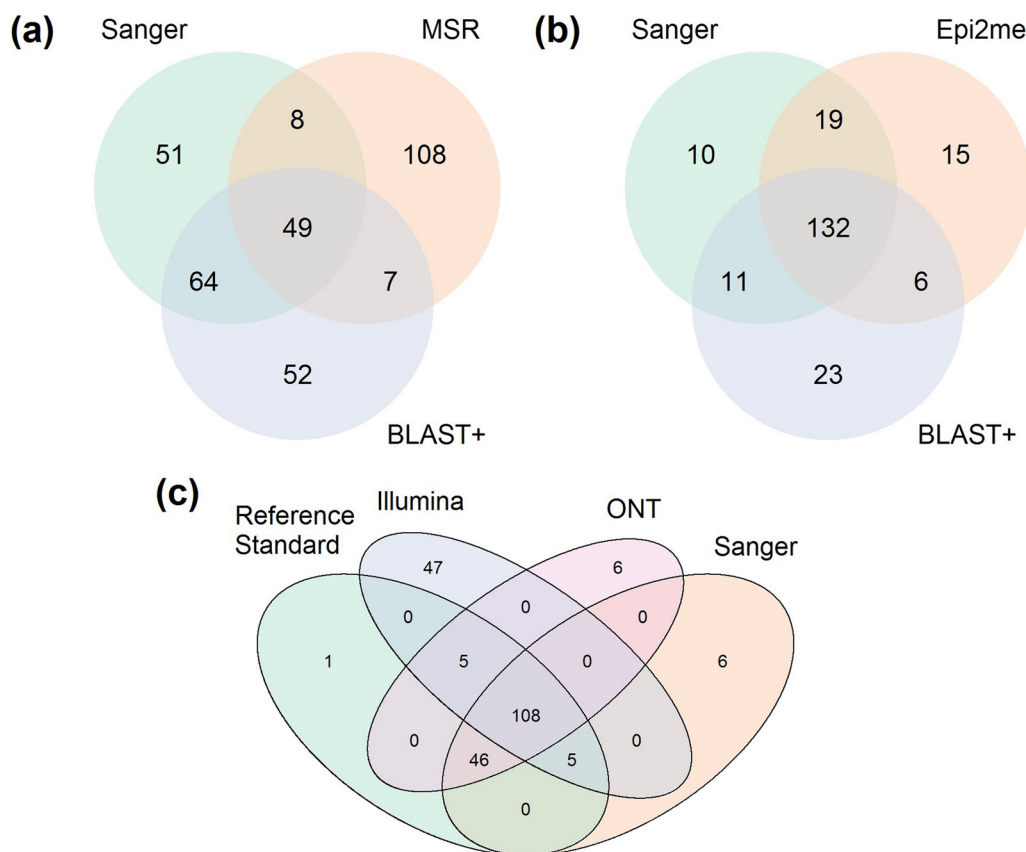 (a)
Sanger
MSR
8
51
108
49
64
7
52
BLAST+
(b)
Sanger
Epi2me
19
10
15
132
11
6
23
BLAST+
(c)
Reference
Standard
Illumina
ONT
Sanger
47
6
0
0
0
1
5
0
6
108
0
0
46
5
0